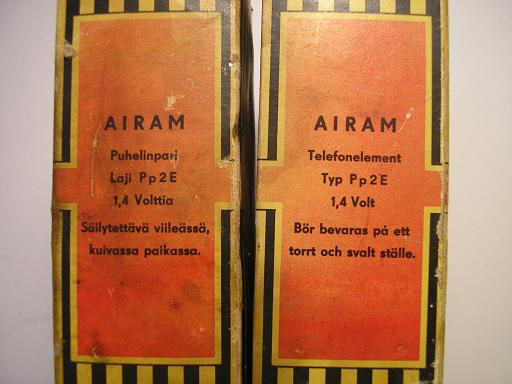 AIRAM
Puhelinpari
Laji Pp2E
1,4 Volttia
Säilytettävä viileässä,
kuivassa paikassa.
AIRAM
Telefonelement
Typ Pp2E
1,4 Volt
Bör bevaras på ett
torrt och svalt ställe.